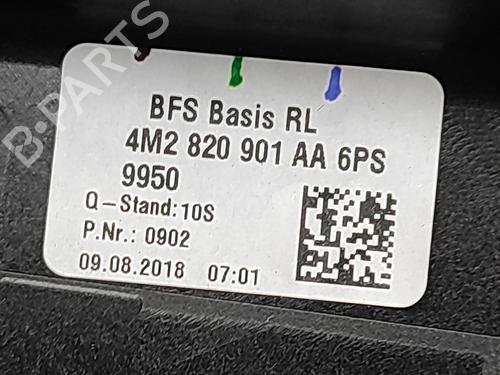 B-PARTS
BFS Basis RL
4M2 820 901 AA 6PS
9950
Q-Stand:10S
P.Nr.: 0902
09.08.2018 07:01